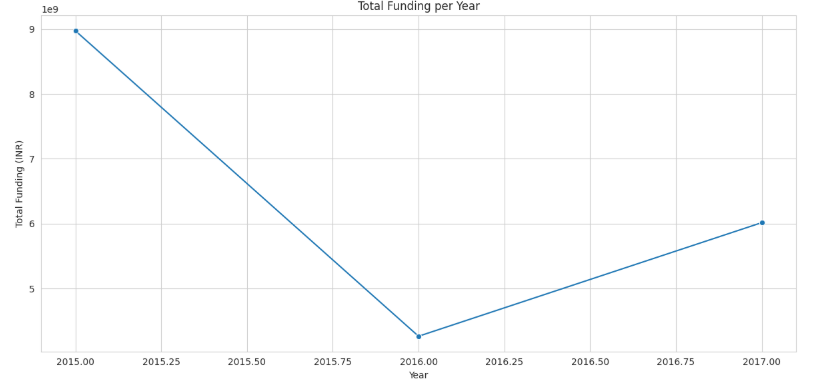 Total Funding per Year
1e9
9
8
7
6
5
Total Funding (INR)
2015.00 2015.25 2015.50 2015.75 2016.00 2016.25 2016.50 2016.75 2017.00
Year